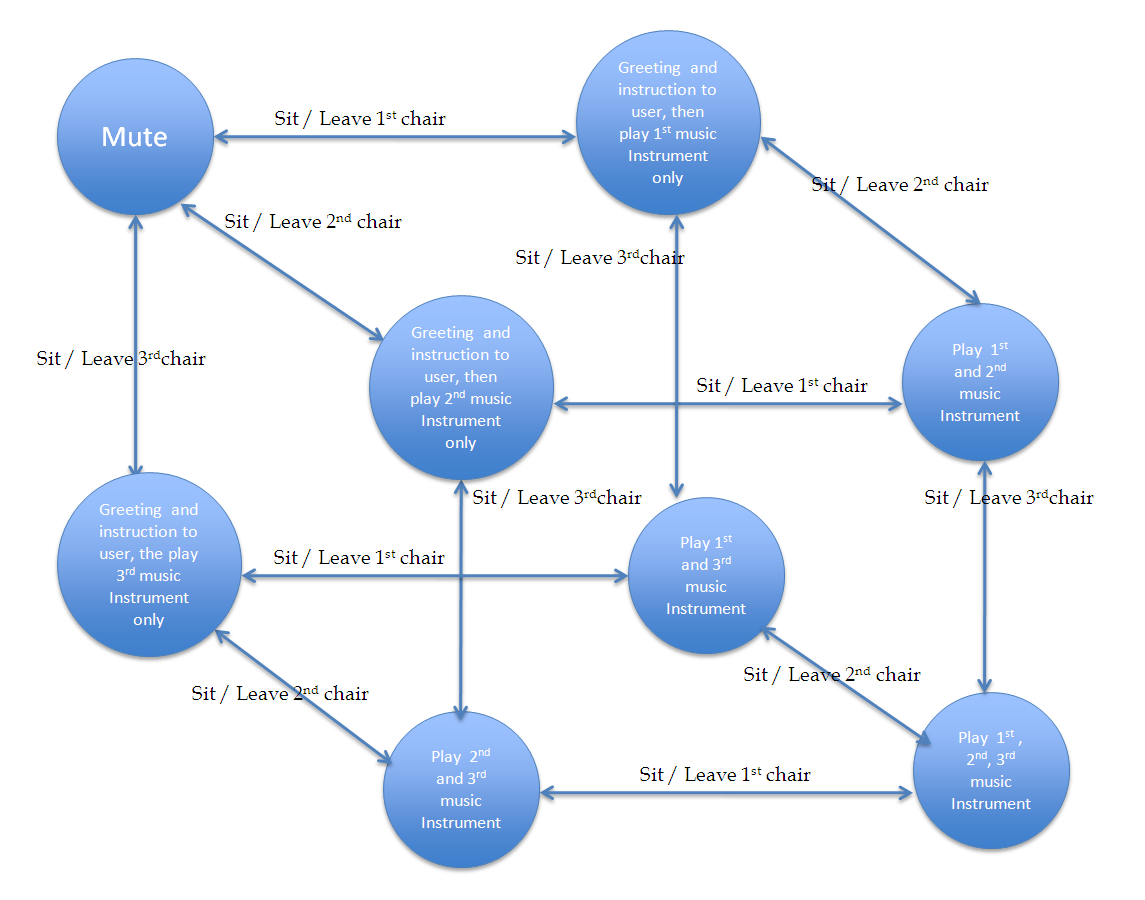 Mute
Sit / Leave 1st chair
Greeting and
instruction to
user, then
play 1st music
Instrument
only
Sit / Leave 2nd chair
Sit / Leave 2nd chair
Sit / Leave 3rdchair
Sit / Leave 3rdchair
Greeting and
instruction to
user, then
play 2nd music
Instrument
only
Sit / Leave 1st chair
Play 1st
and 2nd
music
Instrument
Sit / Leave 3rdchair
Sit / Leave 3rdchair
Greeting and
instruction to
user, the play
3rd music
Instrument
only
Sit / Leave 1st chair
Play 1st
and 3rd
music
Instrument
Sit / Leave 2nd chair
Sit / Leave 2nd chair
Play 2nd
and 3rd
music
Instrument
Sit / Leave 1st chair
Play 1st ,
2nd, 3rd
music
Instrument